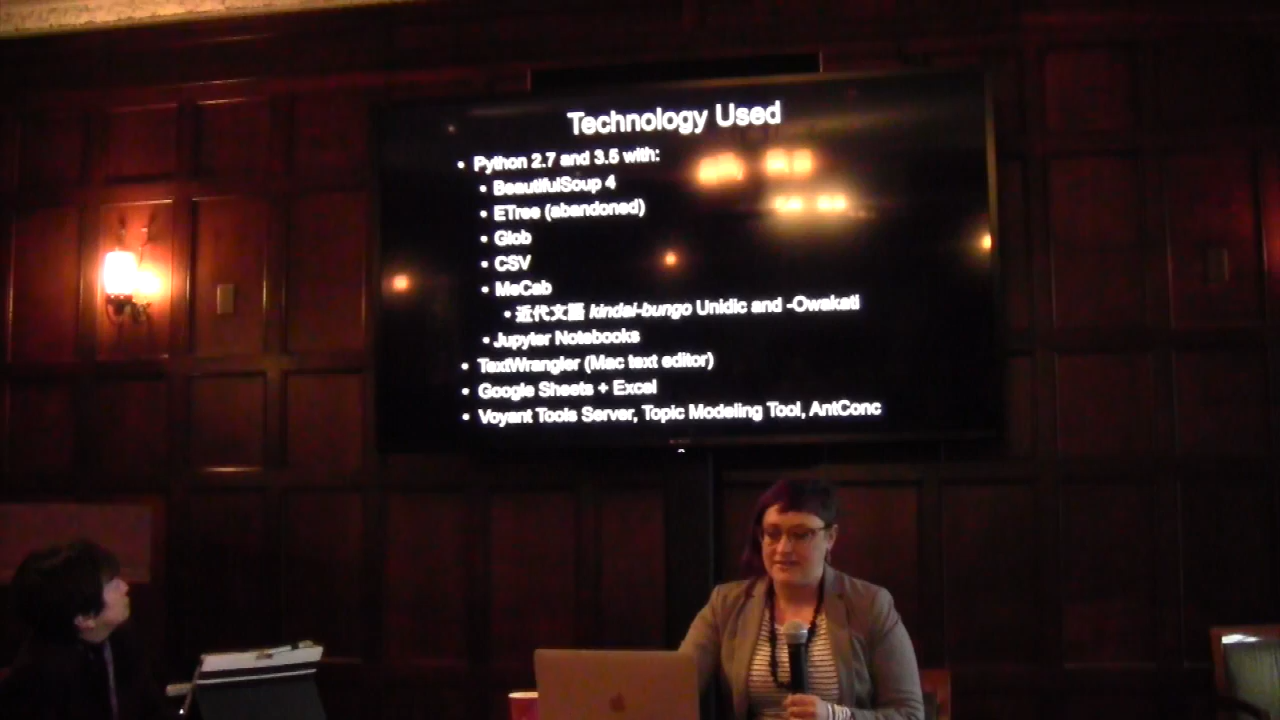 Technology Used
• Python 2.7 and 3.5 with:
• BeautifulSoup 4
• ETree (abandoned)
• Glob
• CSV
• MeCab
• 近代文語 kindai-bungo Unidic and -Owakati
• Jupyter Notebooks
• TextWrangler (Mac text editor)
• Google Sheets + Excel
• Voyant Tools Server, Topic Modeling Tool, AntConc